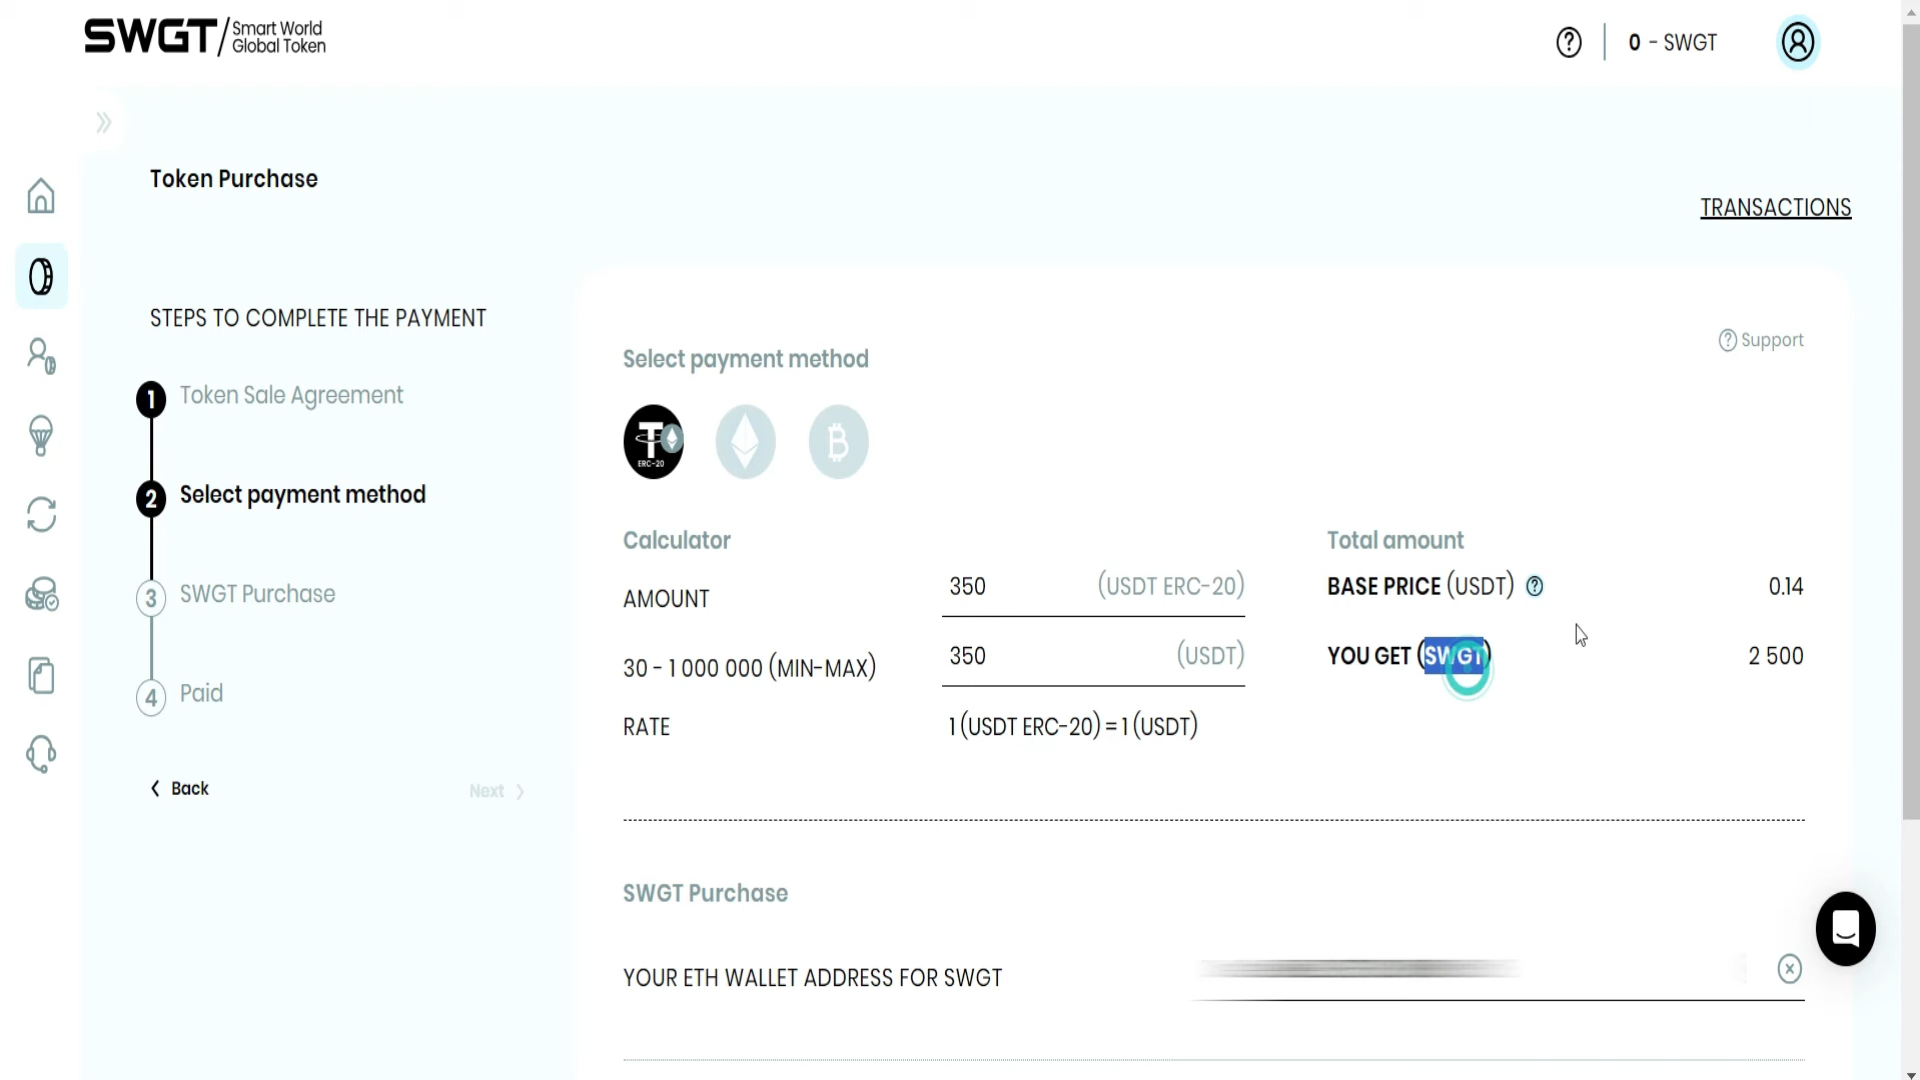 SWGT / Smart World
Global Token
0 - SWGT
Token Purchase
TRANSACTIONS
STEPS TO COMPLETE THE PAYMENT
1 Token Sale Agreement
2 Select payment method
3 SWGT Purchase
4 Paid
Back
Next
Support
Select payment method
T ERC-20
Calculator
AMOUNT 350 (USDT ERC-20)
30 - 1 000 000 (MIN-MAX) 350 (USDT)
RATE 1 (USDT ERC-20) = 1 (USDT)
Total amount
BASE PRICE (USDT) ? 0.14
YOU GET (SWGT) 2 500
SWGT Purchase
YOUR ETH WALLET ADDRESS FOR SWGT